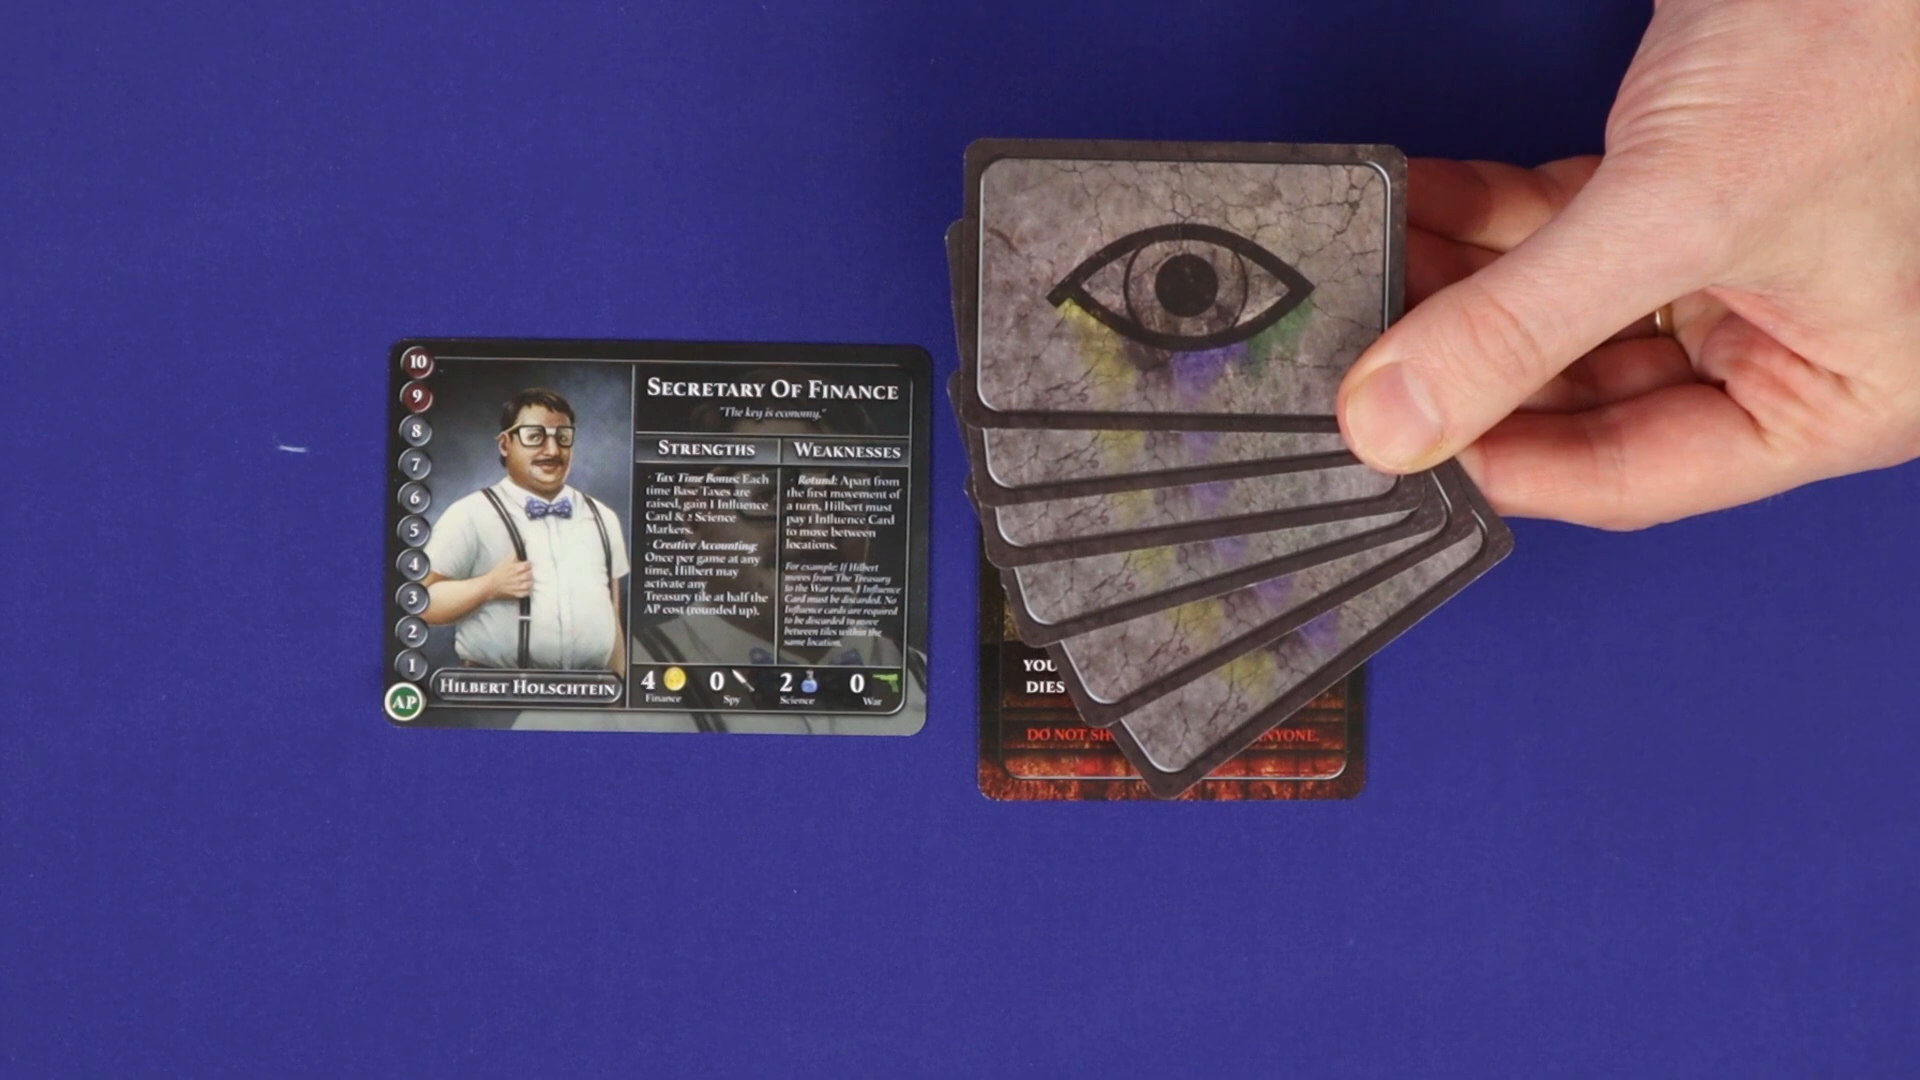 10
9
8
7
6
5
4
3
2
1
AP
HILBERT HOLSCHTEIN
SECRETARY OF FINANCE
"The key is economy."
STRENGTHS
· Tax Time Bonus: Each
time Base Taxes are
raised, gain 1 Influence
Card & 2 Science
Markers.
· Creative Accounting:
Once per game at any
time, Hilbert may
activate any
Treasury tile at half the
AP cost (rounded up).
WEAKNESSES
· Rotund: Apart from
the first movement of
a turn, Hilbert must
pay 1 Influence Card
to move between
locations.
For example: If Hilbert
moves from The Treasury
to the War room, 1 Influence
Card must be discarded. No
Influence cards are required
to be discarded to move
between tiles within the
same location.
4 0 2 0
Finance Spy Science War
YOU
DIES
DO NOT SH
NYONE.